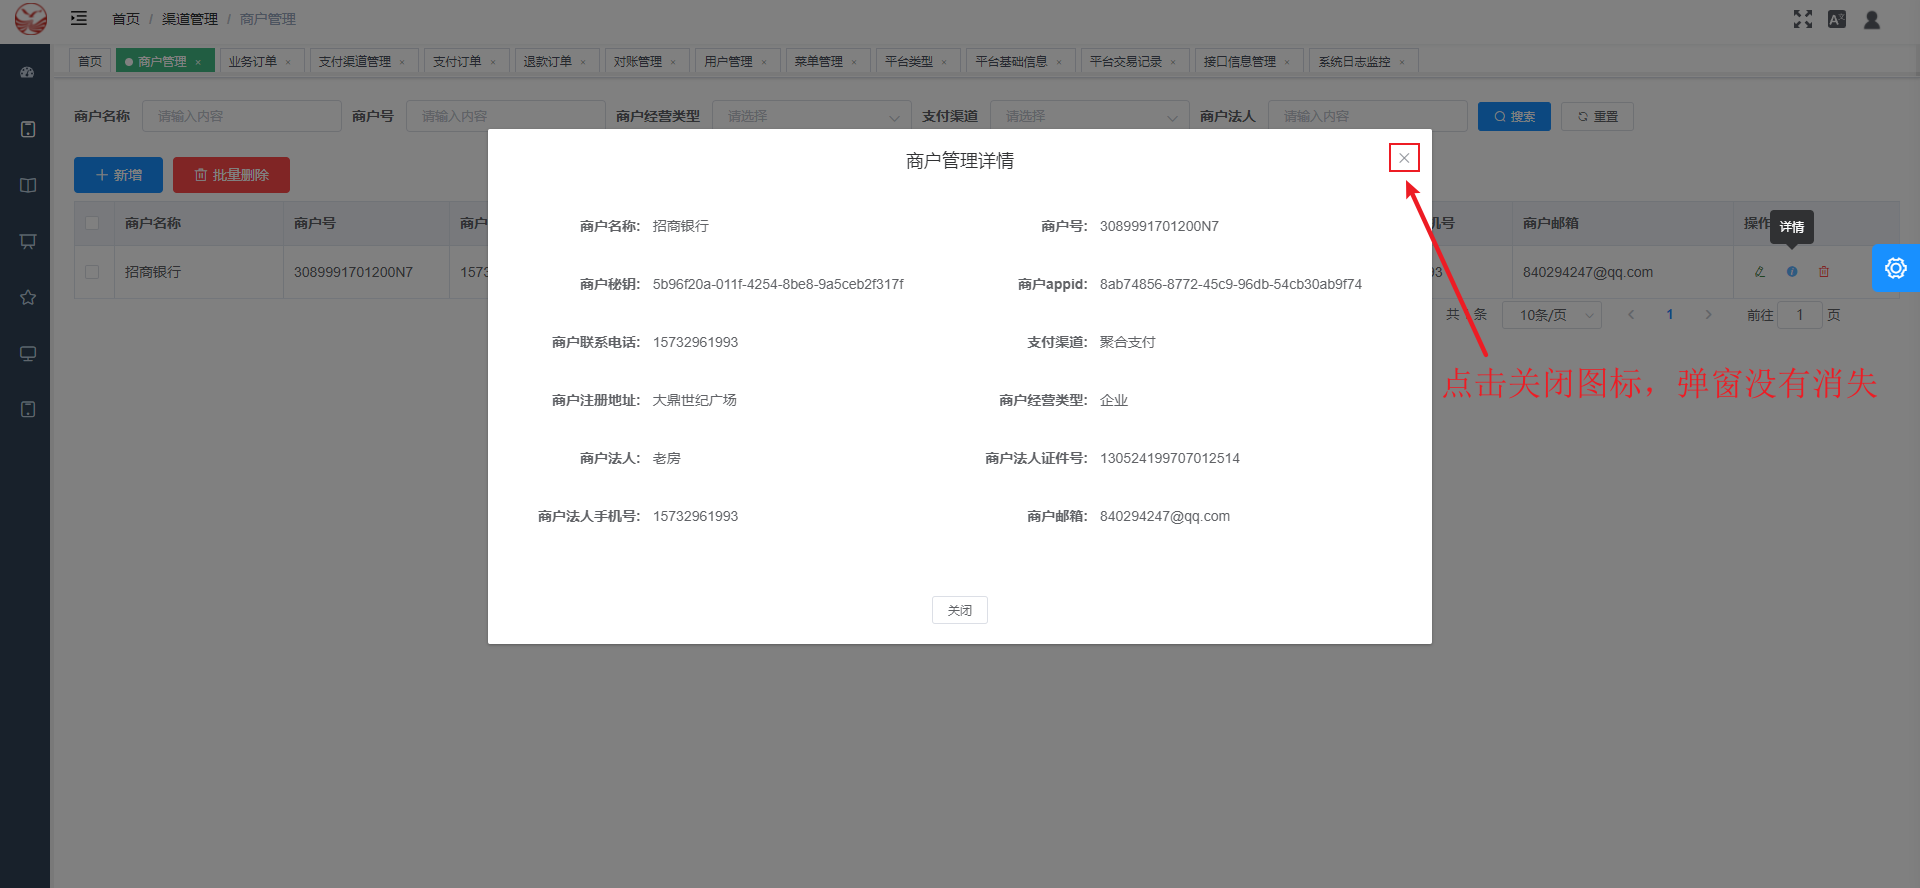 首页 / 渠道管理 / 商户管理
首页 商户管理 × 业务订单 × 支付渠道管理 × 支付订单 × 退款订单 × 对账管理 × 用户管理 × 菜单管理 × 平台类型 × 平台基础信息 × 平台交易记录 × 接口信息管理 × 系统日志监控 ×
商户名称 请输入内容 商户号 请输入内容 商户经营类型 请选择 支付渠道 请选择 商户法人 请输入内容 搜索 重置
新增 批量删除
商户名称 商户号 商户 机号 商户邮箱 操作
详情
招商银行 3089991701200N7 1573 93 840294247@qq.com
共 条 10条/页 1 前往 1 页
商户管理详情
商户名称: 招商银行 商户号: 3089991701200N7
商户秘钥: 5b96f20a-011f-4254-8be8-9a5ceb2f317f 商户appid: 8ab74856-8772-45c9-96db-54cb30ab9f74
商户联系电话: 15732961993 支付渠道: 聚合支付
商户注册地址: 大鼎世纪广场 商户经营类型: 企业
商户法人: 老房 商户法人证件号: 130524199707012514
商户法人手机号: 15732961993 商户邮箱: 840294247@qq.com
关闭
点击关闭图标，弹窗没有消失